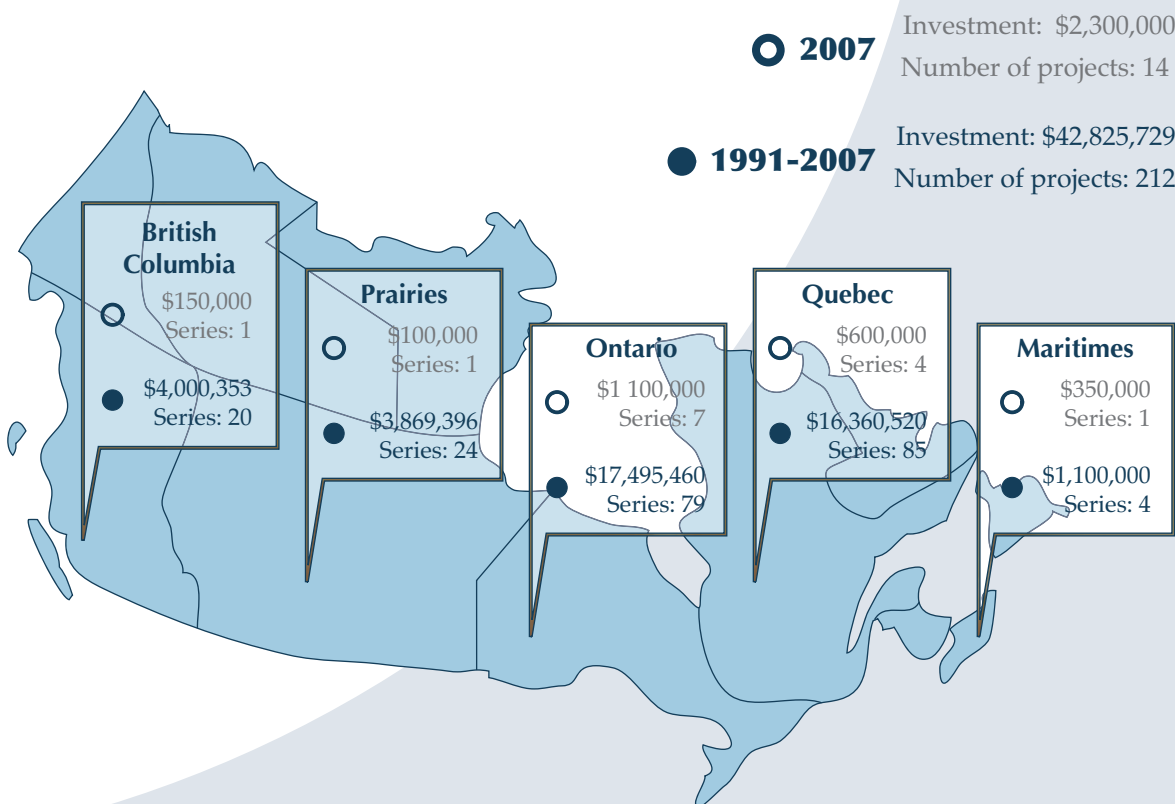 2007
Investment: $2,300,000
Number of projects: 14
1991-2007
Investment: $42,825,729
Number of projects: 212
British
Columbia
$150,000
Series: 1
$4,000,353
Series: 20
Prairies
$100,000
Series: 1
$3,869,396
Series: 24
Ontario
$1 100,000
Series: 7
$17,495,460
Series: 79
Quebec
$600,000
Series: 4
$16,360,520
Series: 85
Maritimes
$350,000
Series: 1
$1,100,000
Series: 4